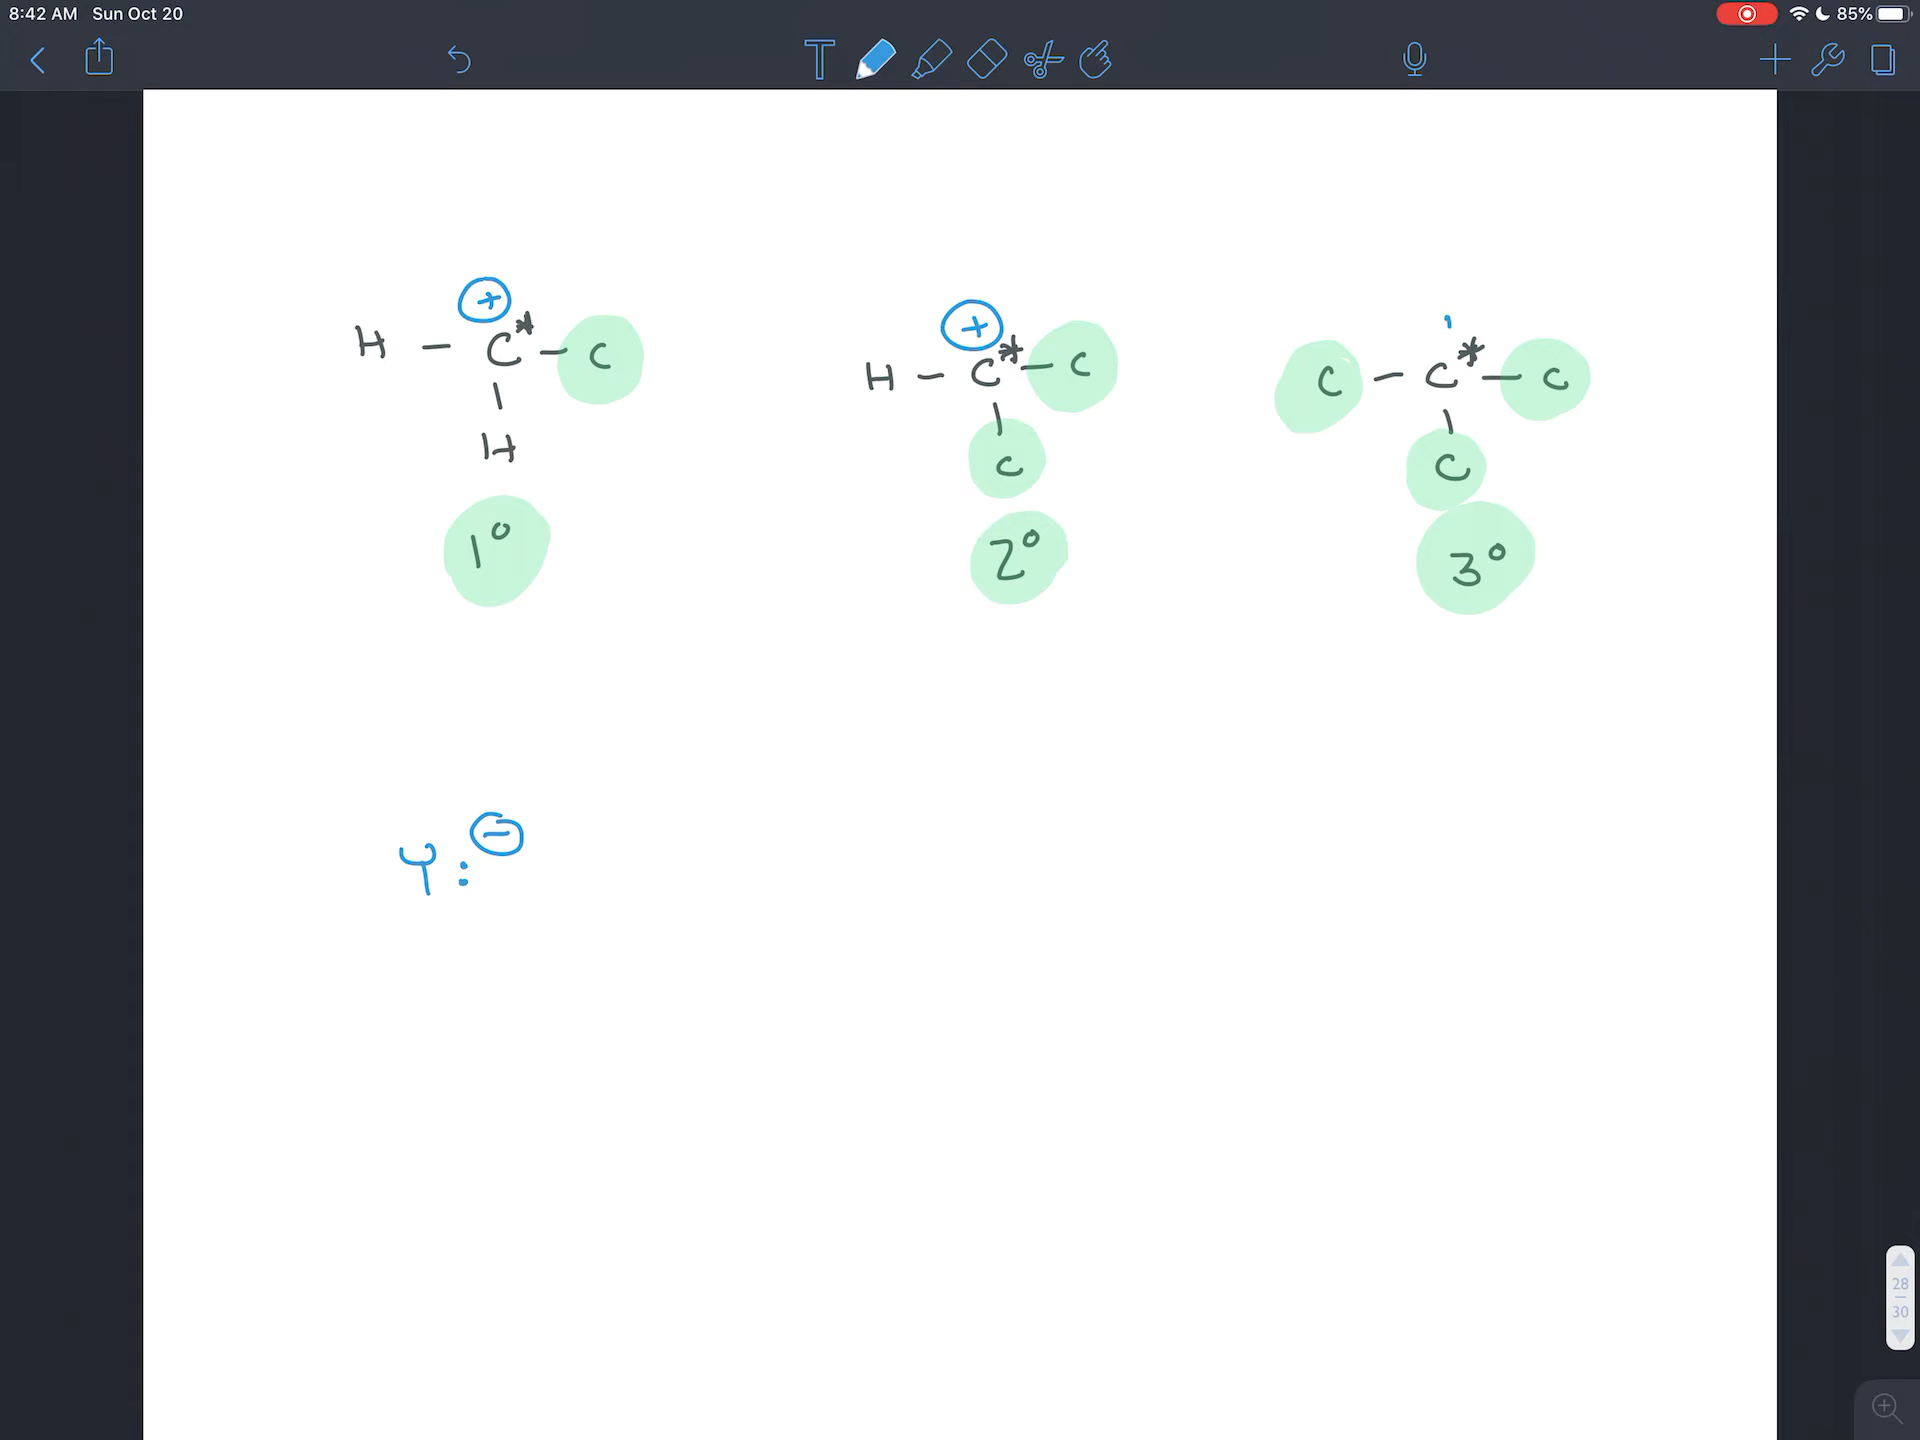 8:42 AM Sun Oct 20
85%
T
+
H - C* - C
H
1°
+
H - C* - C
C
2°
C - C* - C
C
3°
Y: −
28
30